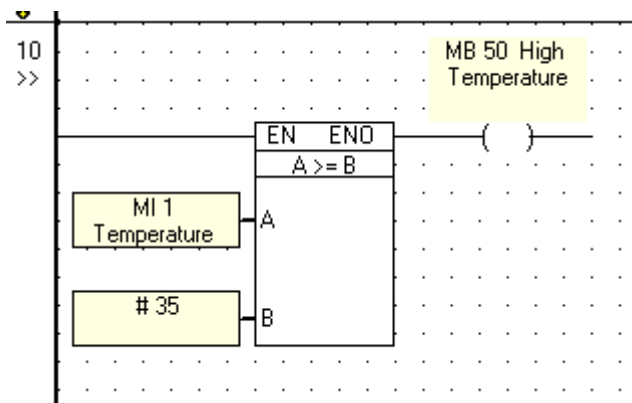 10
>>
MB 50 High
Temperature
EN ENO
A >= B
MI 1
Temperature
A
# 35
B